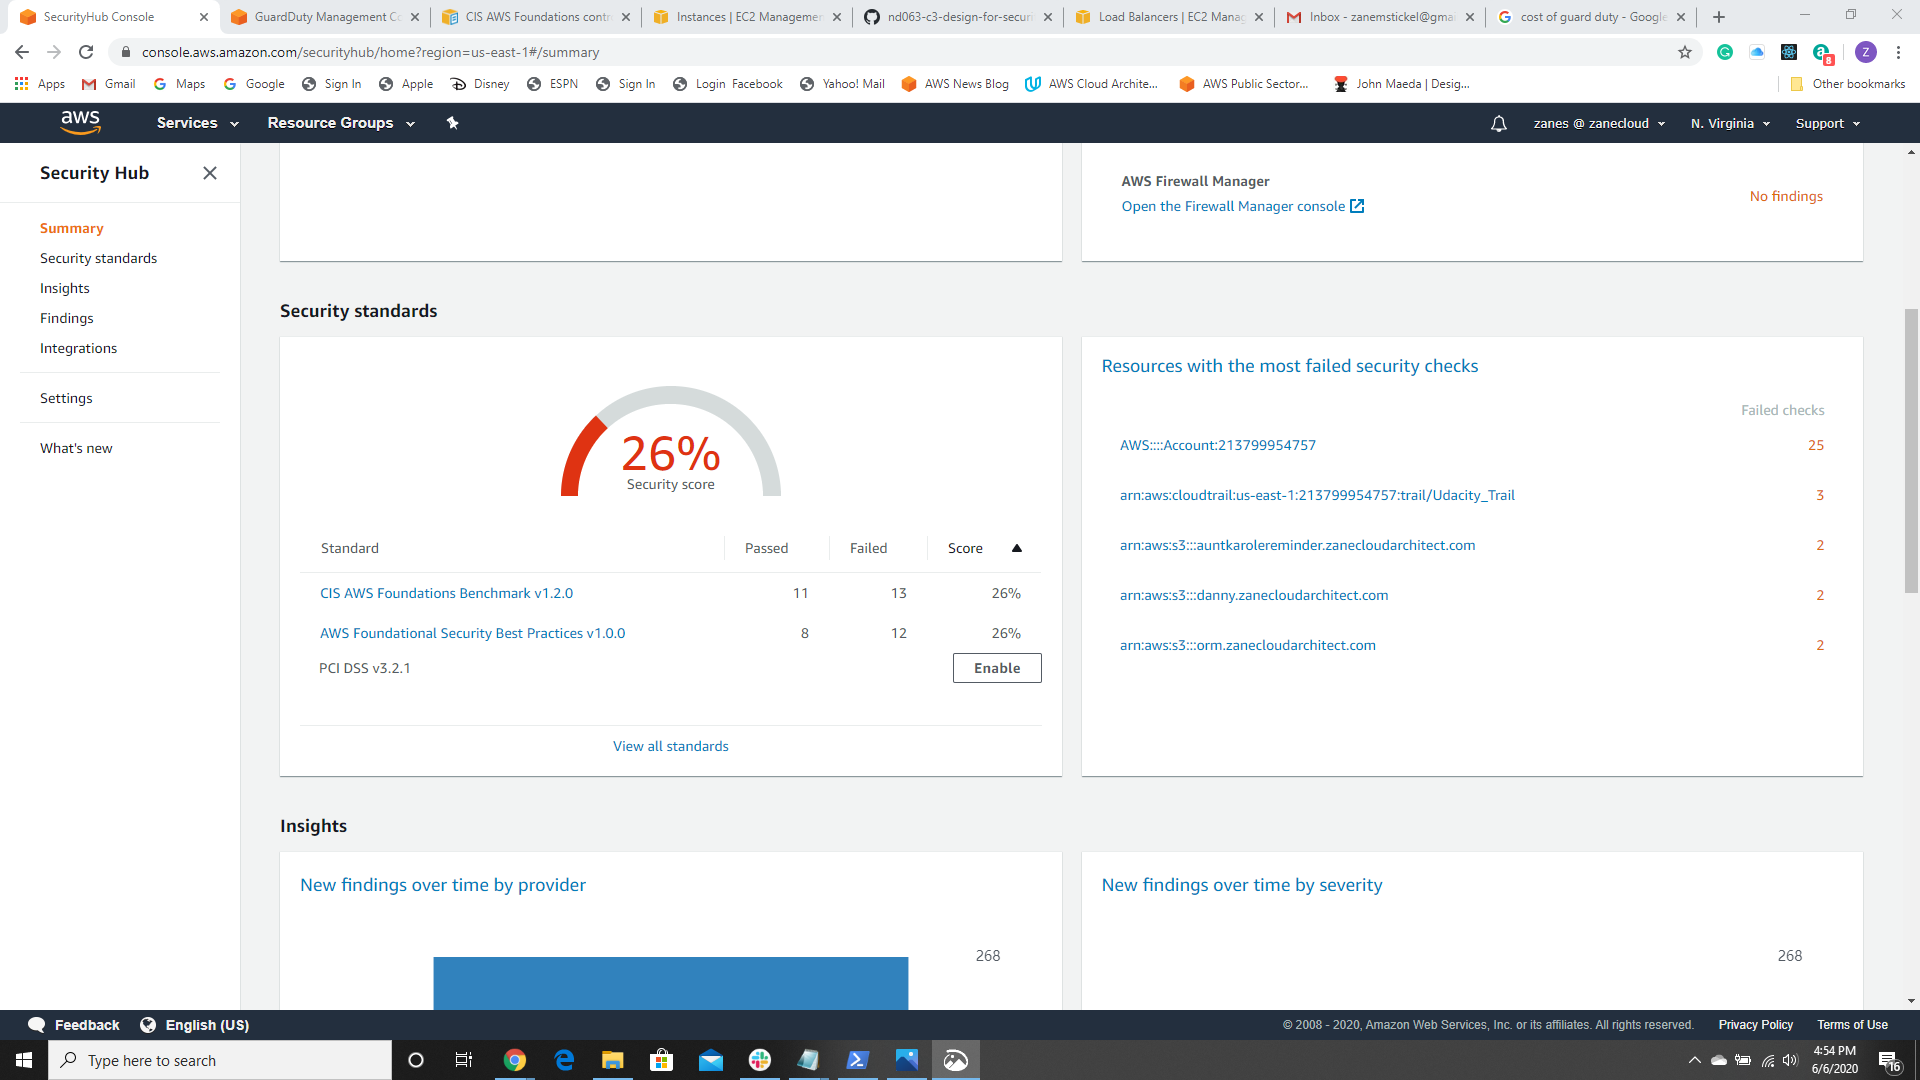 SecurityHub Console
GuardDuty Management Co
CIS AWS Foundations contr
Instances | EC2 Managemen
nd063-c3-design-for-securi
Load Balancers | EC2 Manag
Inbox - zanemstickel@gmai
cost of guard duty - Google
console.aws.amazon.com/securityhub/home?region=us-east-1#/summary
8
Z
Apps
Gmail
Maps
Google
Sign In
Apple
Disney
ESPN
Sign In
Login Facebook
Yahoo! Mail
AWS News Blog
AWS Cloud Archite...
AWS Public Sector...
John Maeda | Desig...
Other bookmarks
aws
Services
Resource Groups
zanes @ zanecloud
N. Virginia
Support
Security Hub
Summary
Security standards
Insights
Findings
Integrations
Settings
What's new
AWS Firewall Manager
Open the Firewall Manager console
No findings
Security standards
26%
Security score
Standard Passed Failed Score
CIS AWS Foundations Benchmark v1.2.0 11 13 26%
AWS Foundational Security Best Practices v1.0.0 8 12 26%
PCI DSS v3.2.1 Enable
View all standards
Resources with the most failed security checks
Failed checks
AWS::::Account:213799954757 25
arn:aws:cloudtrail:us-east-1:213799954757:trail/Udacity_Trail 3
arn:aws:s3:::auntkarolereminder.zanecloudarchitect.com 2
arn:aws:s3:::danny.zanecloudarchitect.com 2
arn:aws:s3:::orm.zanecloudarchitect.com 2
Insights
New findings over time by provider
268
New findings over time by severity
268
Feedback
English (US)
© 2008 - 2020, Amazon Web Services, Inc. or its affiliates. All rights reserved.
Privacy Policy
Terms of Use
Type here to search
4:54 PM
6/6/2020
16